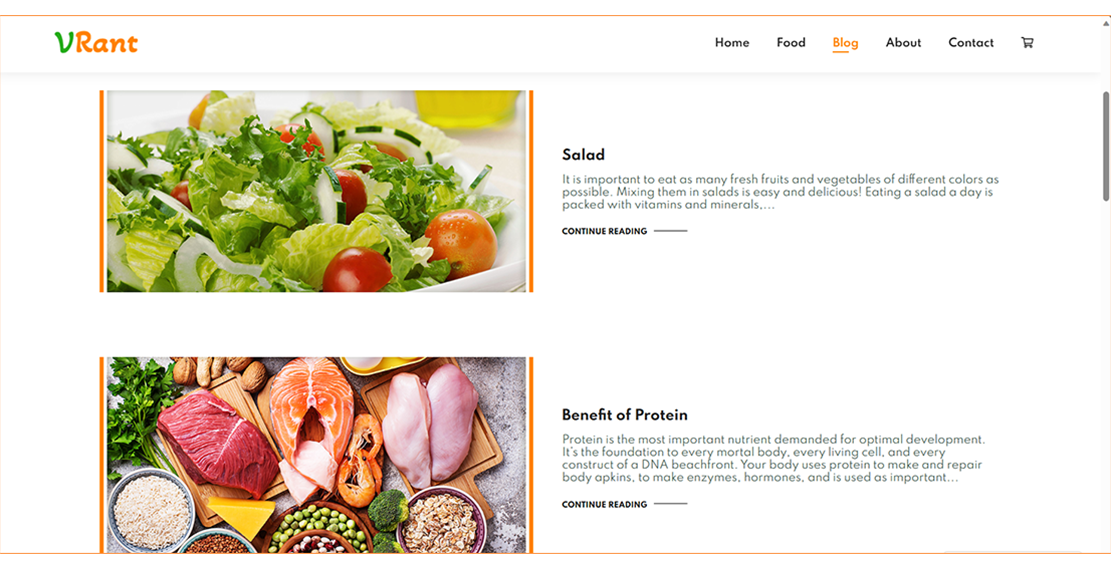 VRant
Home Food Blog About Contact
Salad
It is important to eat as many fresh fruits and vegetables of different colors as
possible. Mixing them in salads is easy and delicious! Eating a salad a day is
packed with vitamins and minerals,...
CONTINUE READING
Benefit of Protein
Protein is the most important nutrient demanded for optimal development.
It's the foundation to every mortal body, every living cell, and every
construct of a DNA beachfront. Your body uses protein to make and repair
body apkins, to make enzymes, hormones, and is used as important...
CONTINUE READING